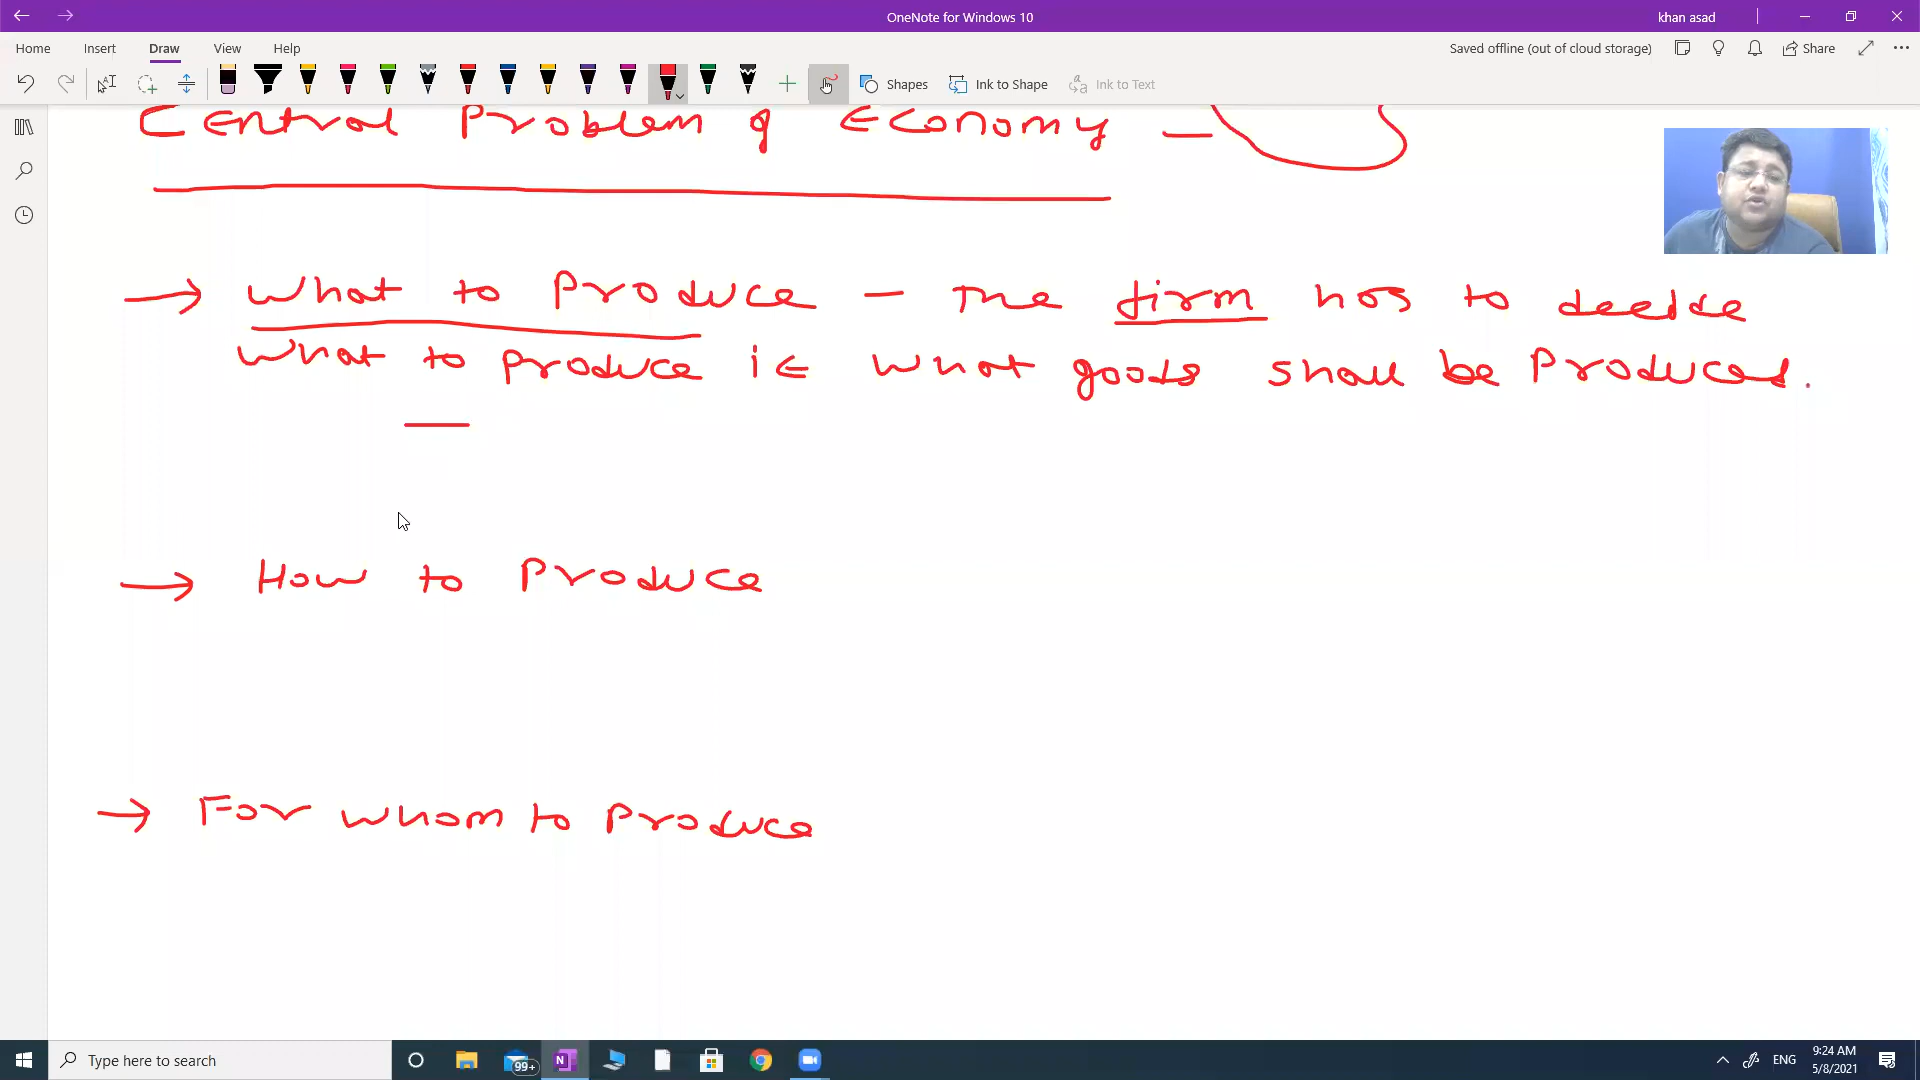 OneNote for Windows 10
khan asad
Home Insert Draw View Help
Saved offline (out of cloud storage)
Share
Shapes
Ink to Shape
Ink to Text
Central Problem of Economy —
→ What to Produce – The firm has to decide
what to produce ie what goods shall be Produced.
→ How to Produce
→ For whom to Produce
Type here to search
99+
N
ENG
9:24 AM
5/8/2021